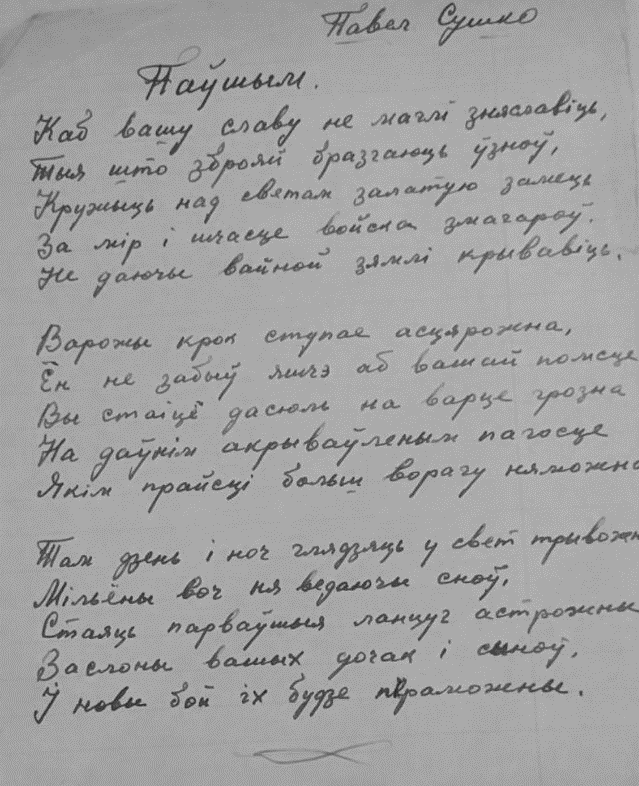 Павел Сушко
Паўшым.
Каб вашу славу не маглі зняславіць,
Тыя што зброяй бразгаюць ўзноў,
Кружыць над светам залатую замець
За мір і шчасце войска змагароў.
Не даючы вайной зямлі крывавіць.
Варожы крок ступае асцярожна,
Ён не забыў яшчэ аб вашай помсце
Вы стаіцё дасюль на варце грозна
На даўнім акрываўленым пагосце
Якім прайсці больш ворагу няможна
Там дзень і ноч глядзяць у свет трывожн
Мільёны воч ня ведаючы сноў,
Стаяць парваўшыя ланцуг астрожны
Заслоны вашых дочак і сыноў,
Ў новы бой іх будзе пераможны.